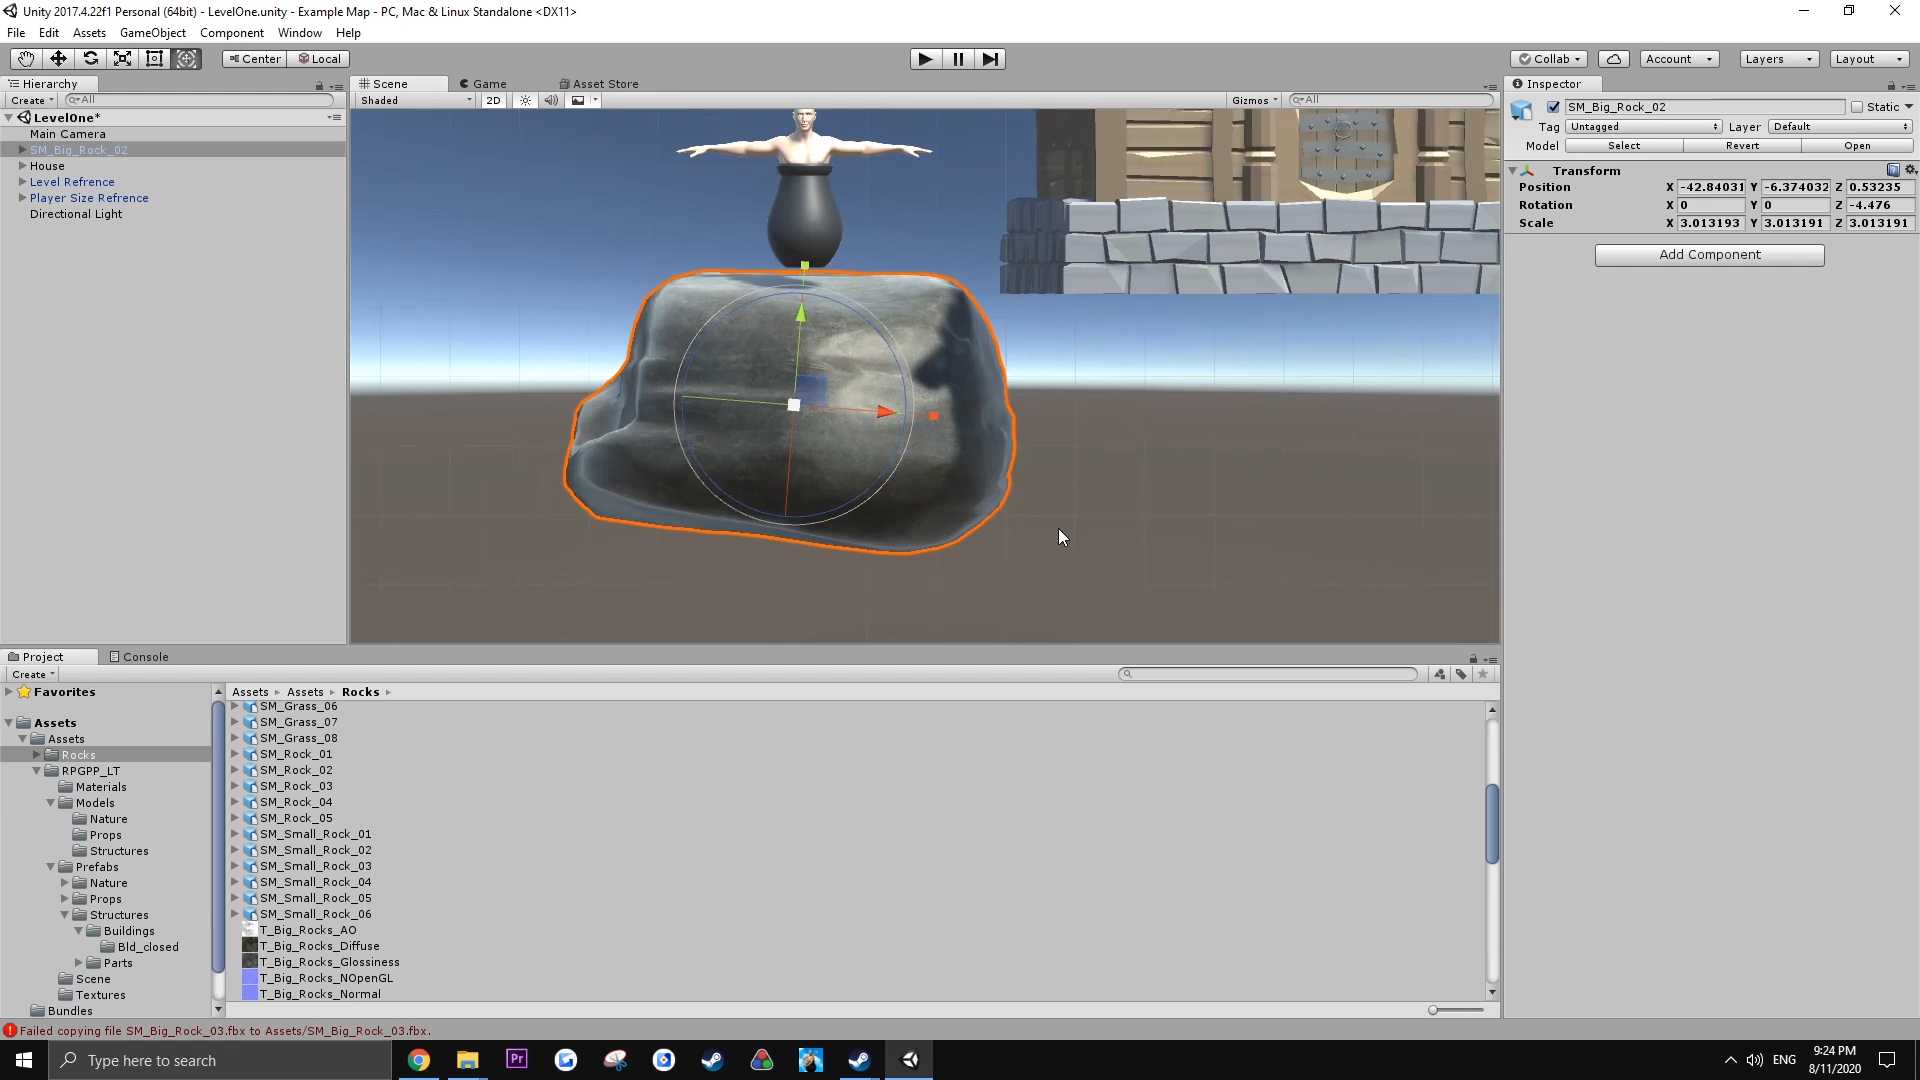 Unity 2017.4.22f1 Personal (64bit) - LevelOne.unity - Example Map - PC, Mac & Linux Standalone <DX11>
File Edit Assets GameObject Component Window Help
Center Local Collab Account Layers Layout
Hierarchy
Create All
LevelOne*
Main Camera
SM_Big_Rock_02
House
Level Refrence
Player Size Refrence
Directional Light
Scene Game Asset Store
Shaded 2D Gizmos All
Inspector
SM_Big_Rock_02 Static
Tag Untagged Layer Default
Model Select Revert Open
Transform
Position X -42.84031 Y -6.374032 Z 0.53235
Rotation X 0 Y 0 Z -4.476
Scale X 3.013193 Y 3.013191 Z 3.013191
Add Component
Project Console
Create
Favorites
Assets
Assets
Rocks
RPGPP_LT
Materials
Models
Nature
Props
Structures
Prefabs
Nature
Props
Structures
Buildings
Bld_closed
Parts
Scene
Textures
Bundles
Assets Assets Rocks
SM_Grass_06
SM_Grass_07
SM_Grass_08
SM_Rock_01
SM_Rock_02
SM_Rock_03
SM_Rock_04
SM_Rock_05
SM_Small_Rock_01
SM_Small_Rock_02
SM_Small_Rock_03
SM_Small_Rock_04
SM_Small_Rock_05
SM_Small_Rock_06
T_Big_Rocks_AO
T_Big_Rocks_Diffuse
T_Big_Rocks_Glossiness
T_Big_Rocks_NOpenGL
T_Big_Rocks_Normal
Failed copying file SM_Big_Rock_03.fbx to Assets/SM_Big_Rock_03.fbx.
Type here to search
Pr
ENG
9:24 PM
8/11/2020